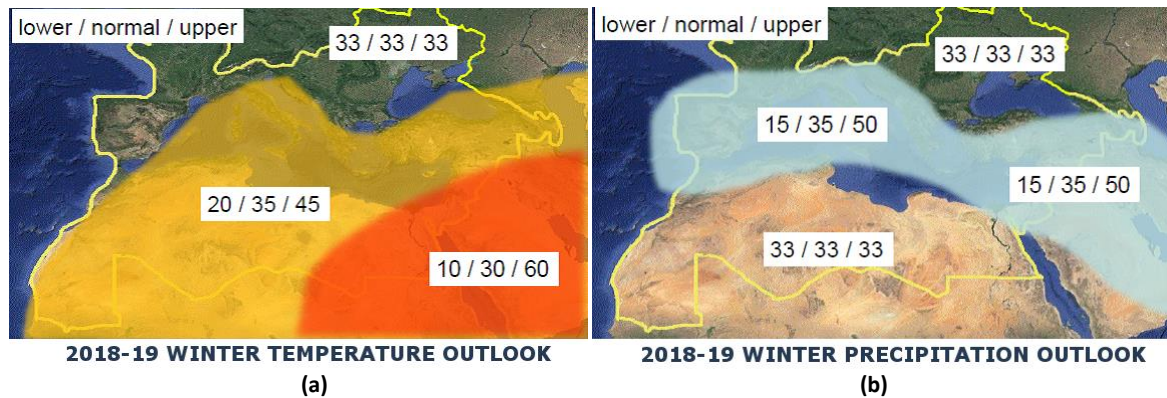 lower / normal / upper
33 / 33 / 33
20 / 35 / 45
10 / 30 / 60
2018-19 WINTER TEMPERATURE OUTLOOK
(a)
lower / normal / upper
33 / 33 / 33
15 / 35 / 50
15 / 35 / 50
33 / 33 / 33
2018-19 WINTER PRECIPITATION OUTLOOK
(b)